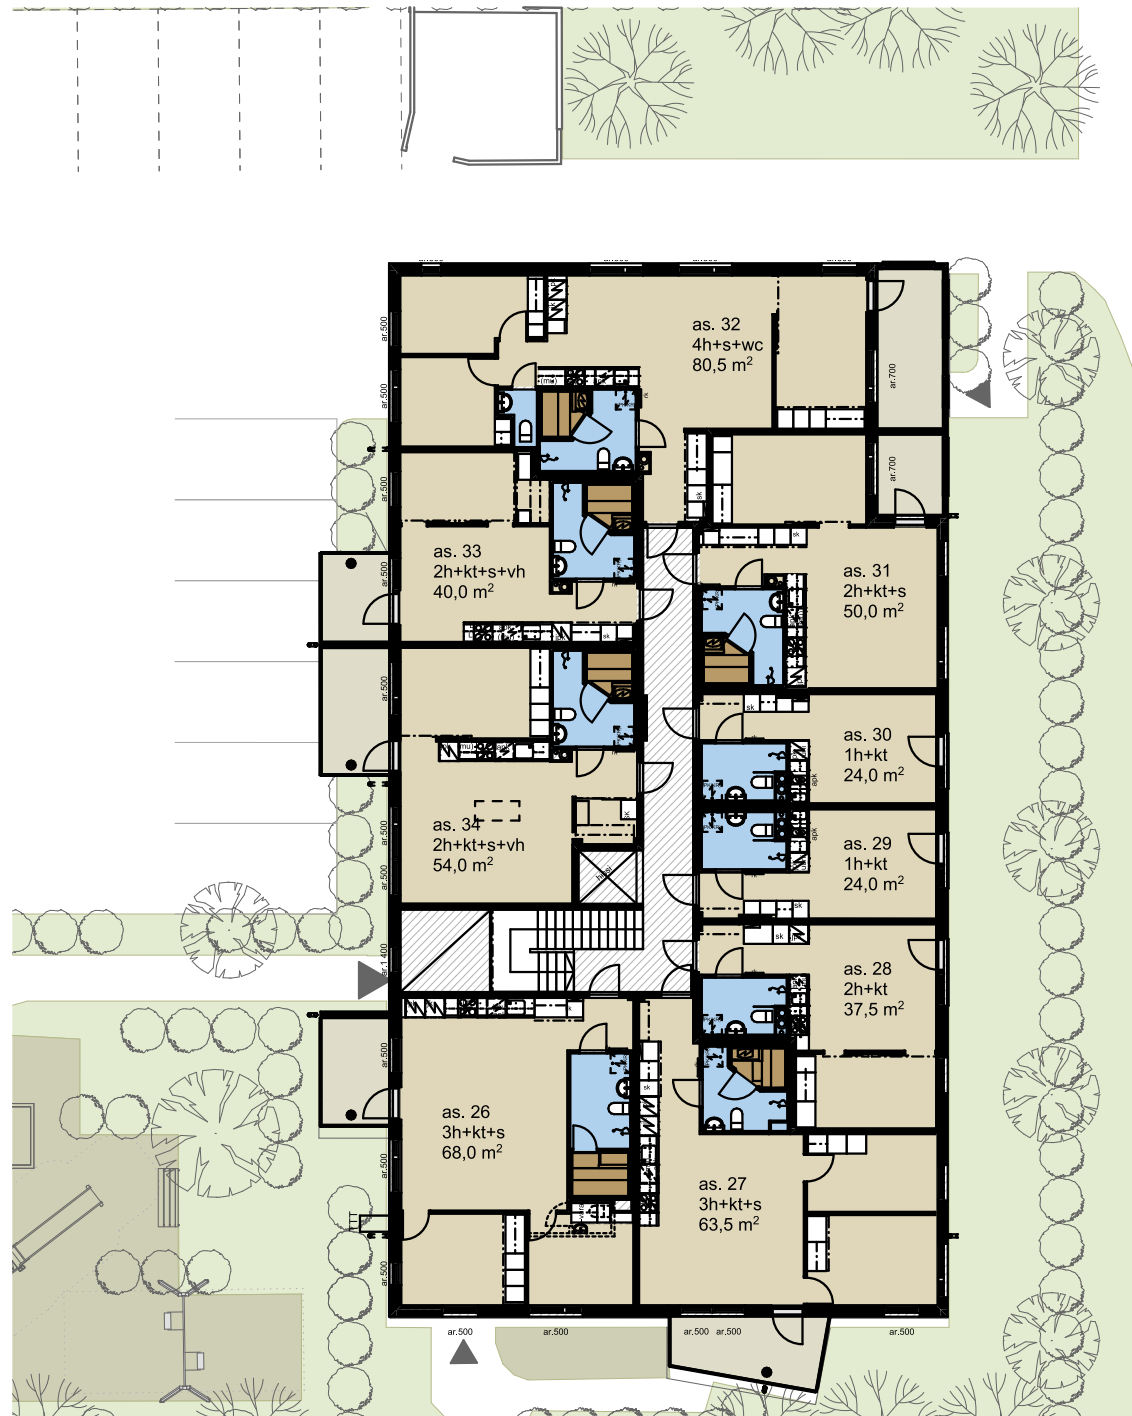 as. 32
4h+s+wc
80,5 m²
ar.500
ar.500
ar.700
ar.700
(mu)
sk
ar.500
as. 33
2h+kt+s+vh
40,0 m²
ar.500
sk
sk
as. 31
2h+kt+s
50,0 m²
ar.500
sk
as. 30
1h+kt
24,0 m²
apk
(mu)
as. 34
2h+kt+s+vh
54,0 m²
ar.500
ar.500
hissi
apk
as. 29
1h+kt
24,0 m²
sk
sk
ar.1400
as. 28
2h+kt
37,5 m²
ar.500
sk
as. 26
3h+kt+s
68,0 m²
ar.500
as. 27
3h+kt+s
63,5 m²
TT
ar.500
ar.500
ar.500
ar.500
ar.500
ar.500